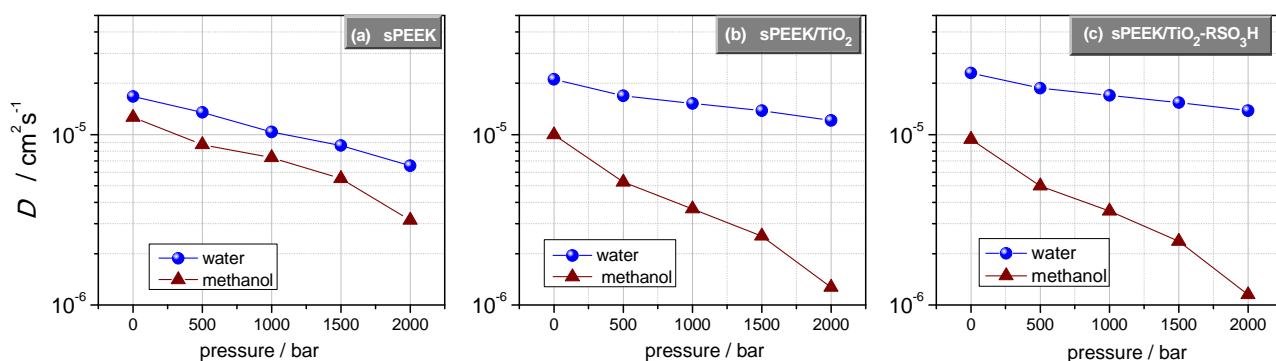 (a) sPEEK
D / cm²s⁻¹
10⁻⁵
10⁻⁶
water
methanol
0 500 1000 1500 2000
pressure / bar
(b) sPEEK/TiO₂
10⁻⁵
10⁻⁶
water
methanol
0 500 1000 1500 2000
pressure / bar
(c) sPEEK/TiO₂-RSO₃H
10⁻⁵
10⁻⁶
water
methanol
0 500 1000 1500 2000
pressure / bar